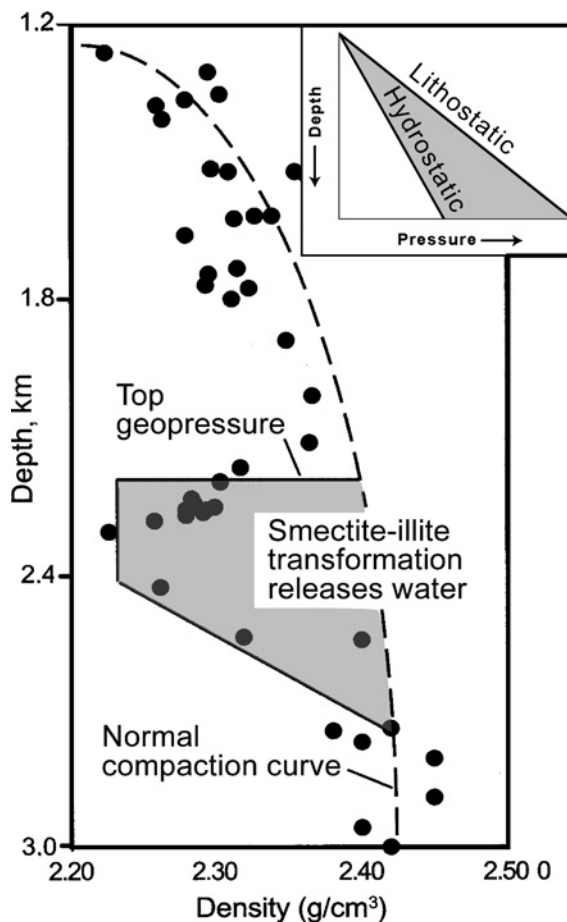 1.2
Lithostatic
Hydrostatic
Depth
Pressure
1.8
Depth, km
Top
geopressure
Smectite-illite
transformation
releases water
2.4
Normal
compaction curve
3.0
2.20
2.30
2.40
2.50 0
Density (g/cm³)